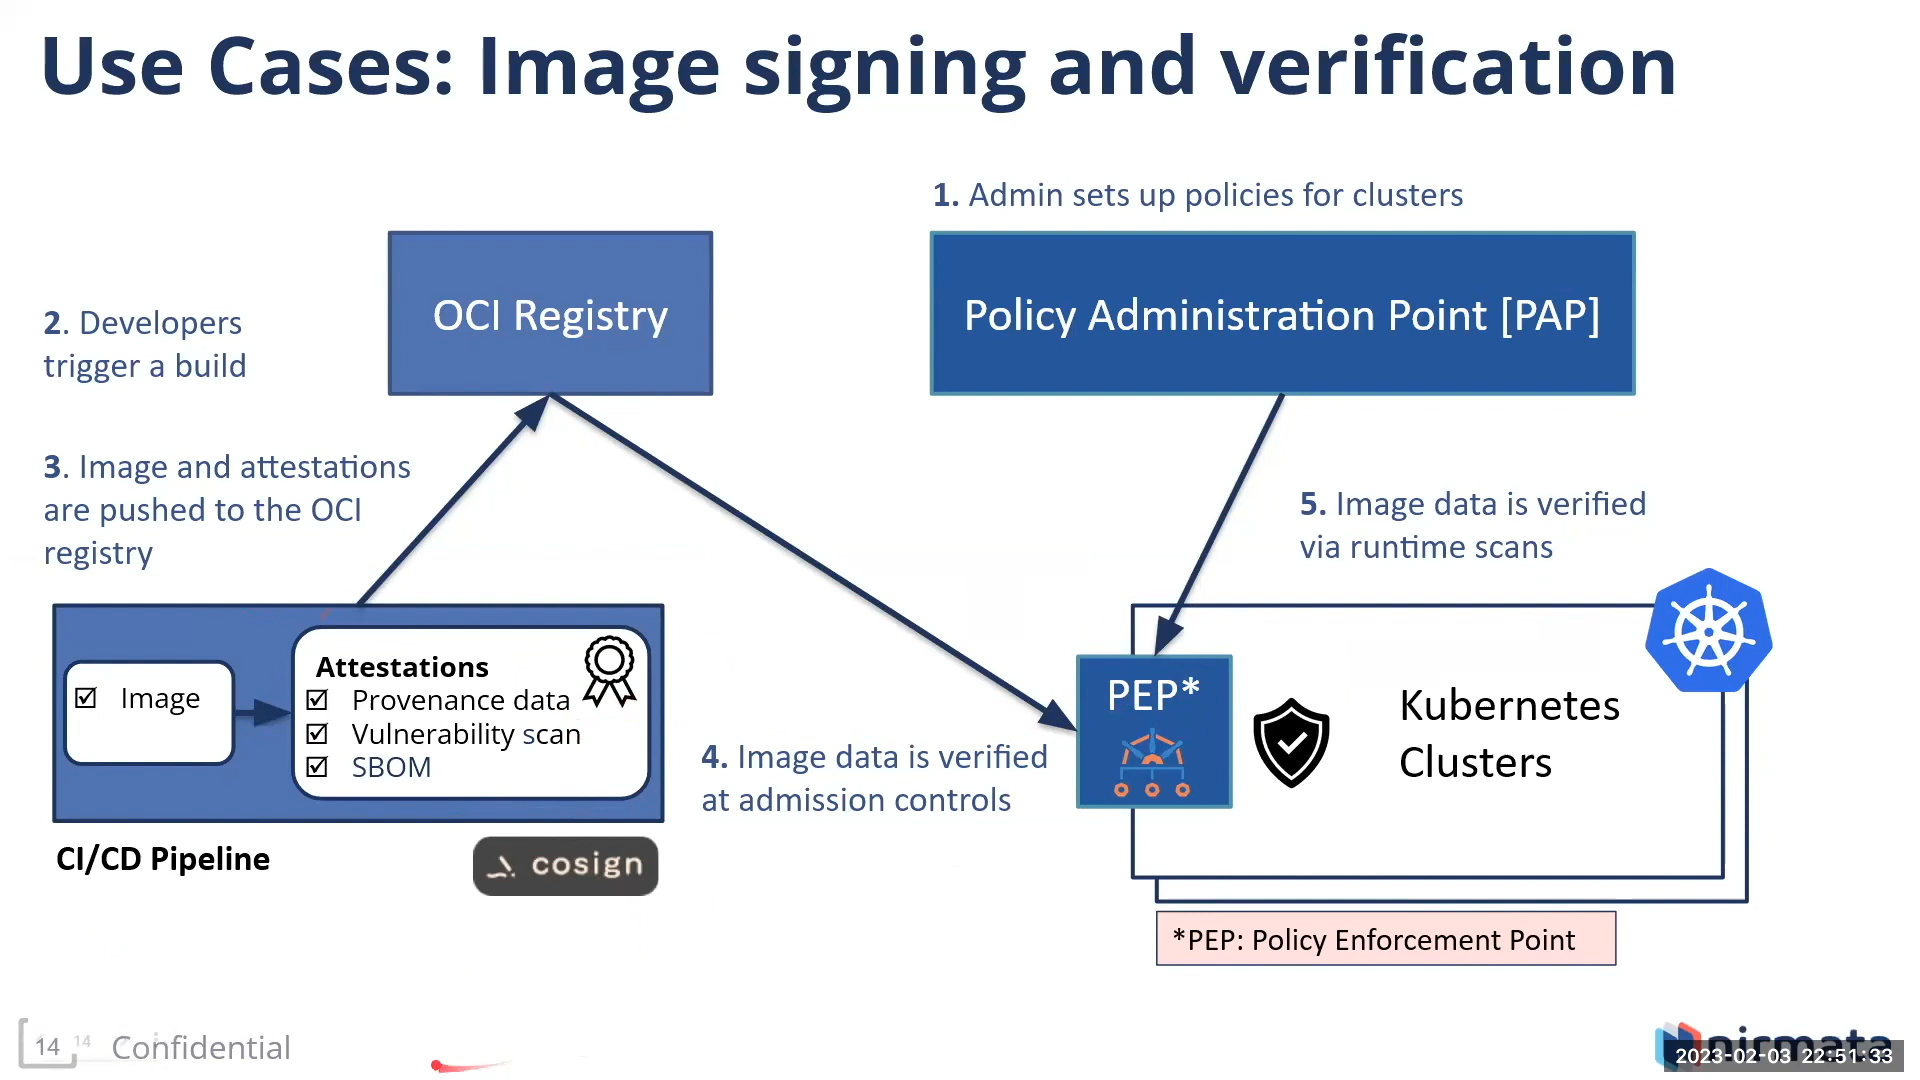 Use Cases: Image signing and verification
1. Admin sets up policies for clusters
OCI Registry
Policy Administration Point [PAP]
2. Developers
trigger a build
3. Image and attestations
are pushed to the OCI
registry
5. Image data is verified
via runtime scans
Image
Attestations
Provenance data
Vulnerability scan
SBOM
PEP*
Kubernetes
Clusters
4. Image data is verified
at admission controls
CI/CD Pipeline
cosign
*PEP: Policy Enforcement Point
14
14
Confidential
nirmata
2023-02-03 22:51:33